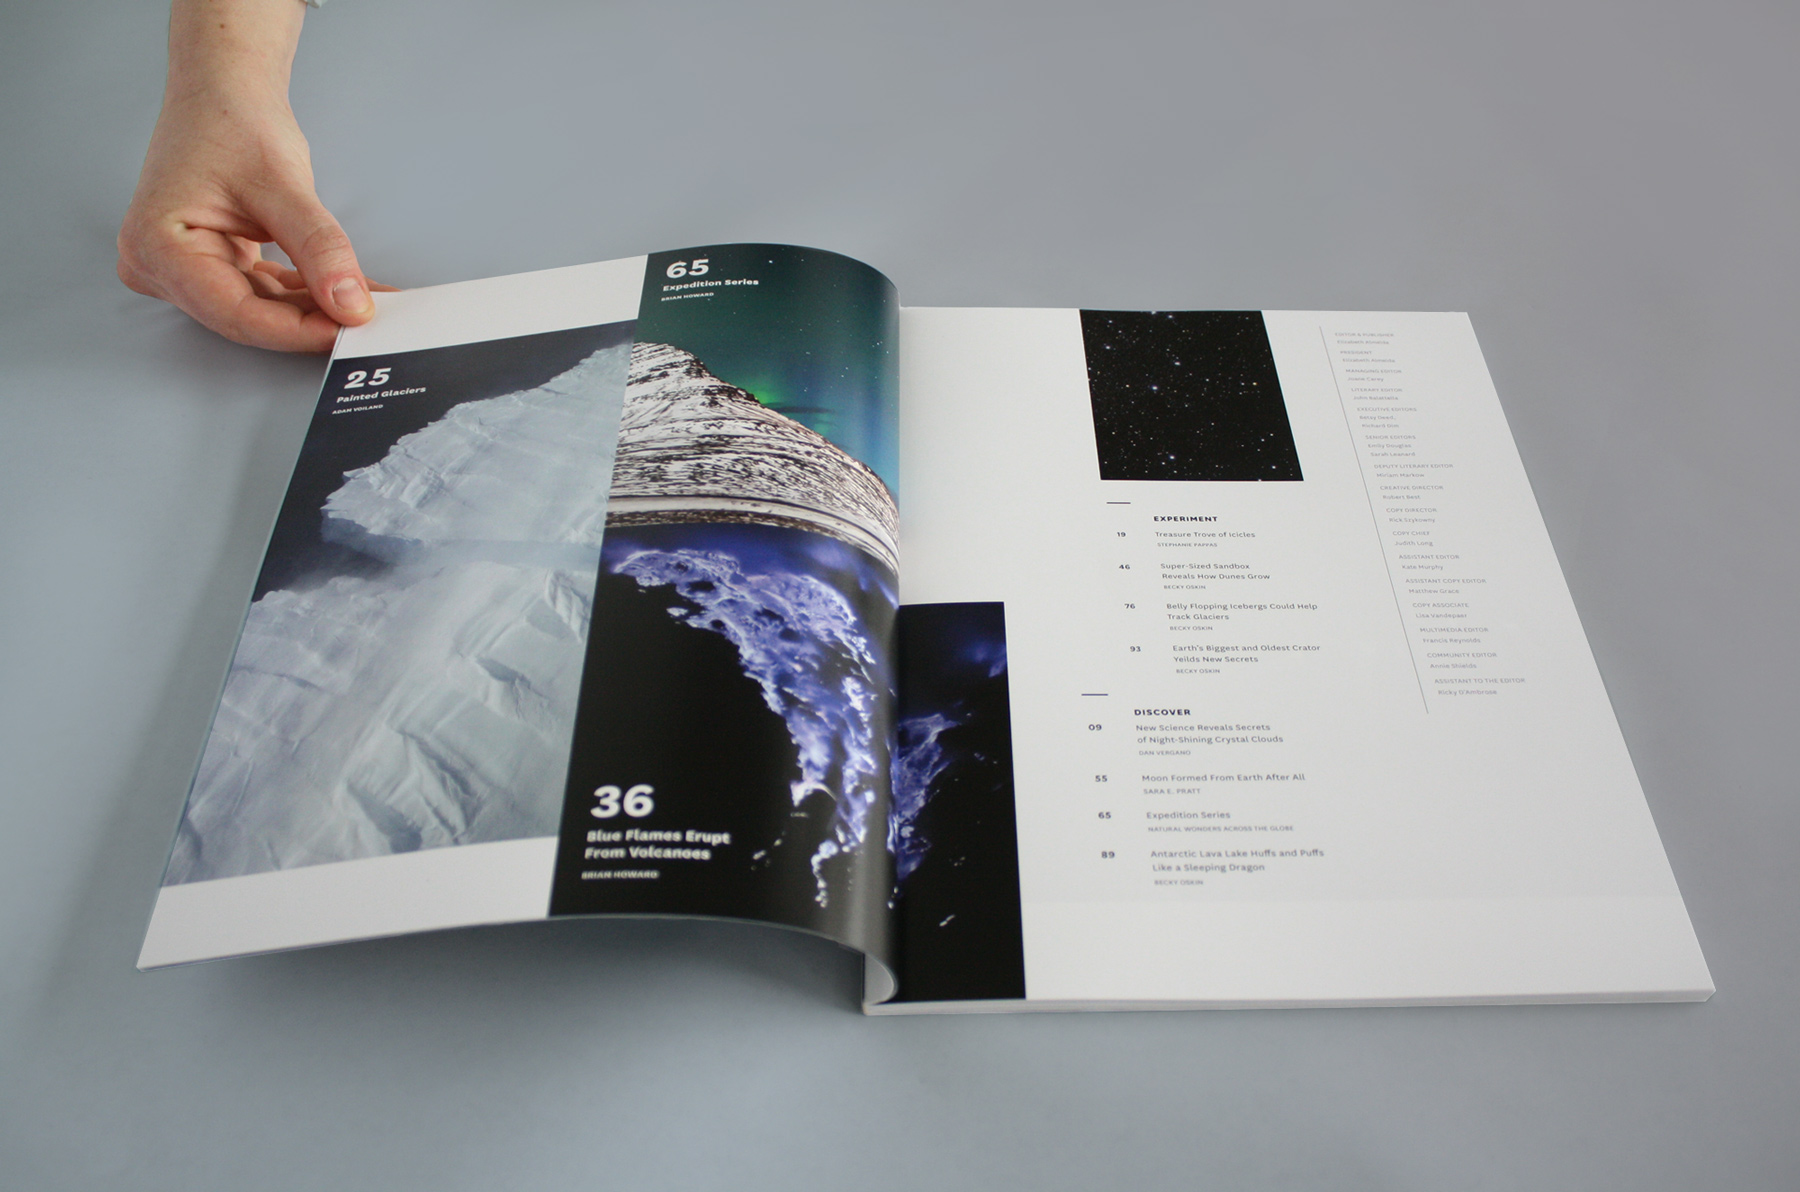 65
Expedition Series
BRIAN HOWARD
25
Painted Glaciers
ADAM VOILAND
36
Blue Flames Erupt
From Volcanoes
BRIAN HOWARD
EXPERIMENT
19 Treasure Trove of Icicles
STEPHANIE PAPPAS
46 Super-Sized Sandbox
Reveals How Dunes Grow
BECKY OSKIN
76 Belly Flopping Icebergs Could Help
Track Glaciers
BECKY OSKIN
93 Earth's Biggest and Oldest Crator
Yeilds New Secrets
BECKY OSKIN
DISCOVER
09 New Science Reveals Secrets
of Night-Shining Crystal Clouds
DAN VERGANO
55 Moon Formed From Earth After All
SARA E. PRATT
65 Expedition Series
NATURAL WONDERS ACROSS THE GLOBE
89 Antarctic Lava Lake Huffs and Puffs
Like a Sleeping Dragon
BECKY OSKIN
EDITOR & PUBLISHER
Elizabeth Almeida
PRESIDENT
Elizabeth Almeida
MANAGING EDITOR
LITERARY EDITOR
John
EXECUTIVE EDITORS
Betsy
Richard Dim
SENIOR EDITORS
Emily Douglas
Sarah Leonard
DEPUTY LITERARY EDITOR
Miriam Markow
CREATIVE DIRECTOR
Robert Best
COPY DIRECTOR
Rick Grykowny
COPY CHIEF
Judith Long
ASSISTANT EDITOR
Kate Murphy
ASSISTANT COPY EDITOR
Matthew Grace
COPY ASSOCIATE
Lisa Vandepaer
MULTIMEDIA EDITOR
Francis Reynolds
COMMUNITY EDITOR
Annie Shields
ASSISTANT TO THE EDITOR
Ricky D'Ambrose